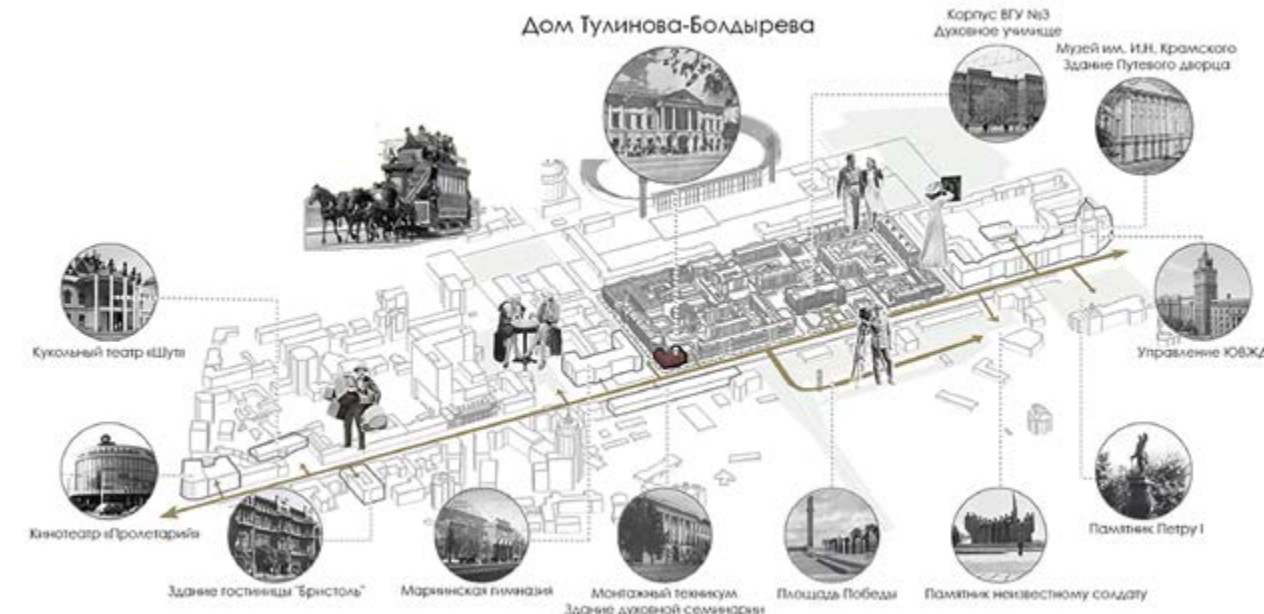 Дом Тулинова-Болдырева
Корпус ВГУ №3
Духовное училище
Музей им. И.Н. Крамского
Здание Путевого дворца
Кукольный театр «Шут»
Управление ЮВЖД
Кинотеатр «Пролетарий»
Здание гостиницы "Бристоль"
Мариинская гимназия
Монтажный техникум
Здание духовной семинарии
Площадь Победы
Памятник неизвестному солдату
Памятник Петру I